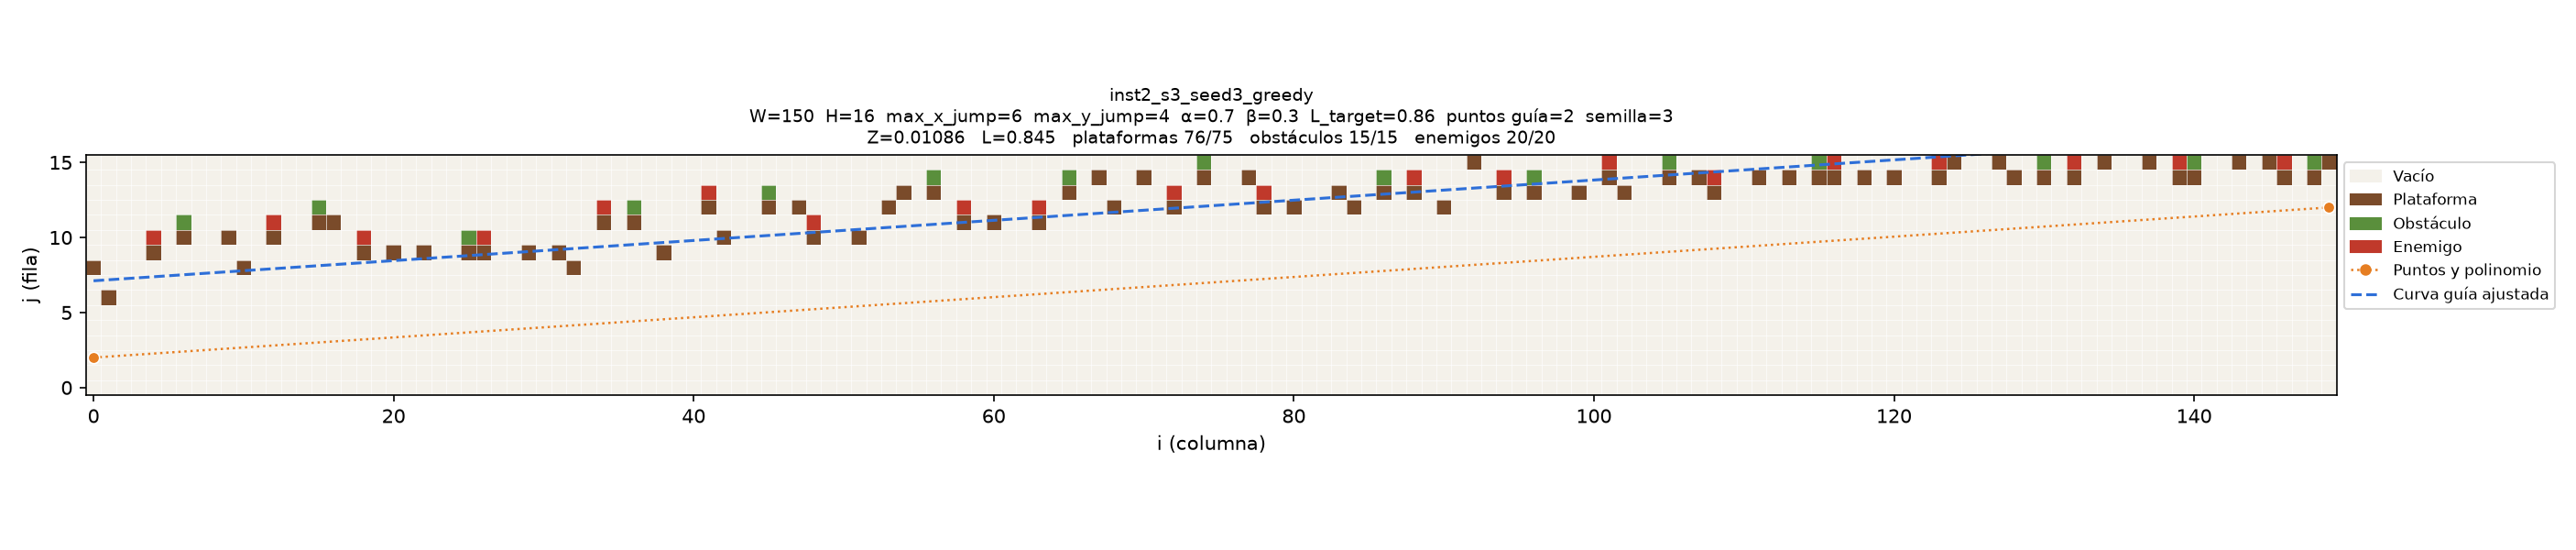 inst2_s3_seed3_greedy
W=150  H=16  max_x_jump=6  max_y_jump=4  α=0.7  β=0.3  L_target=0.86  puntos guía=2  semilla=3
Z=0.01086   L=0.845   plataformas 76/75   obstáculos 15/15   enemigos 20/20
15
10
5
0
j (fila)
0 20 40 60 80 100 120 140
i (columna)
Vacío
Plataforma
Obstáculo
Enemigo
Puntos y polinomio
Curva guía ajustada